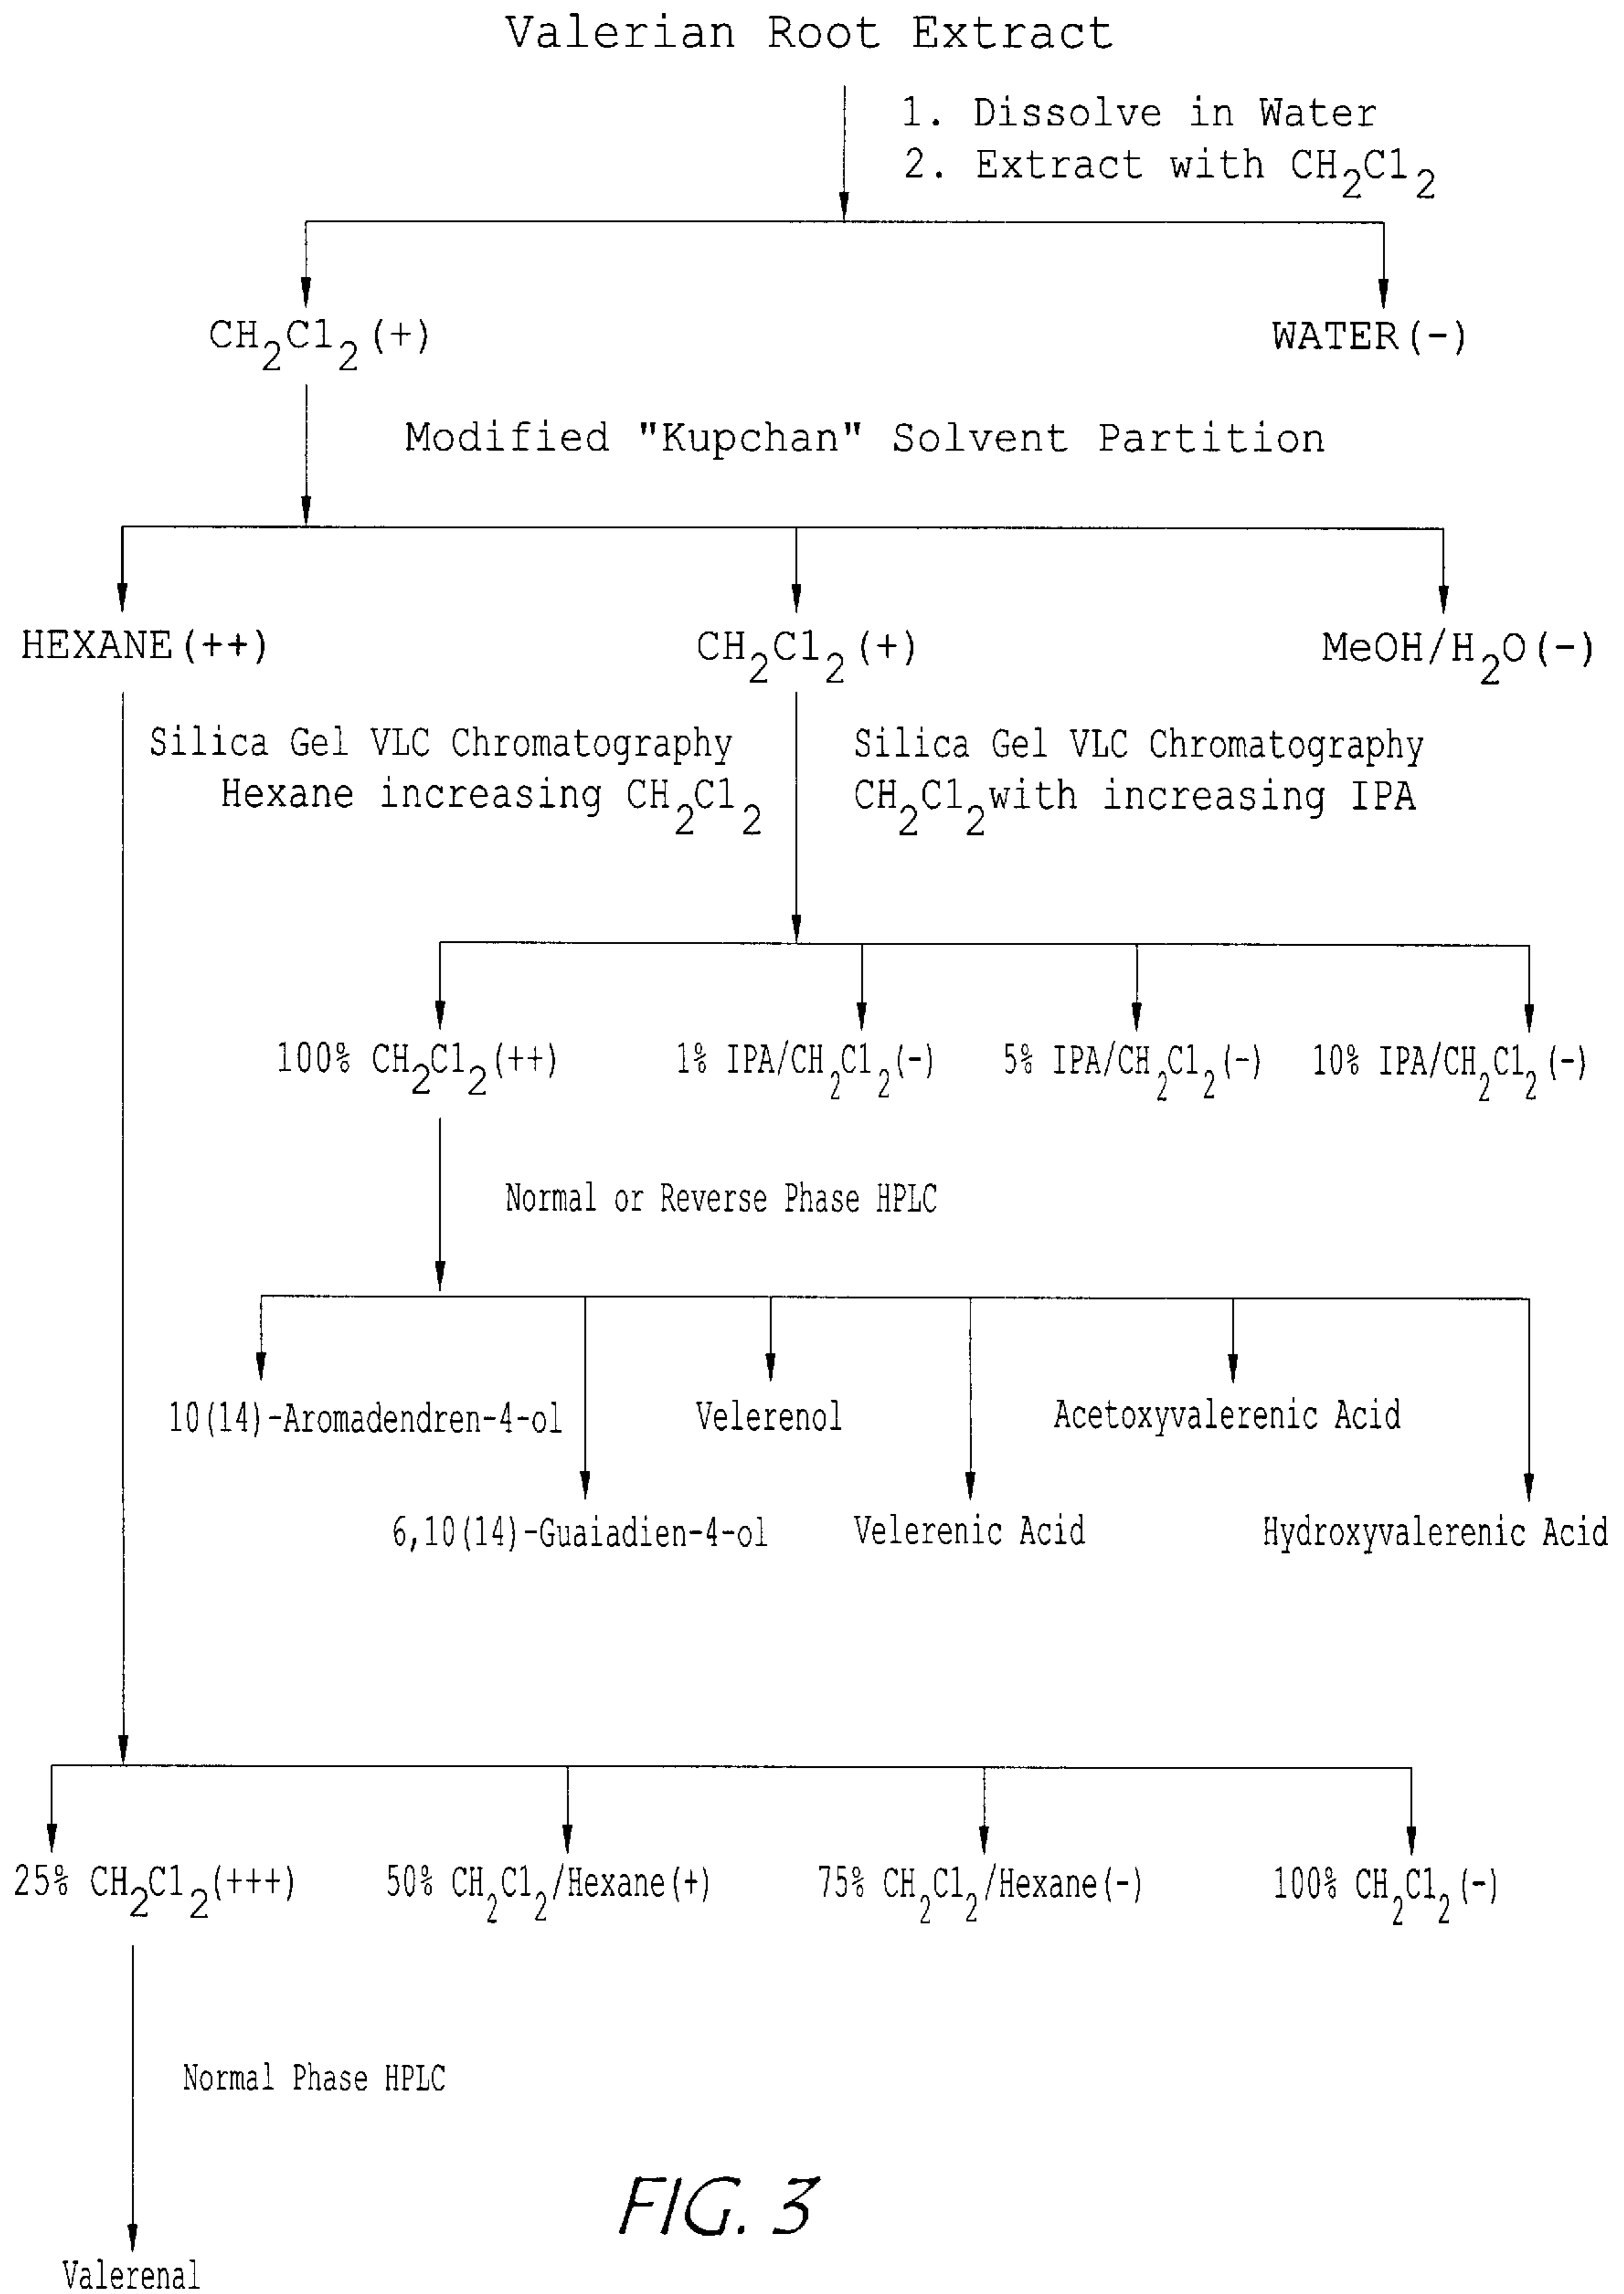 Valerian Root Extract
1. Dissolve in Water
2. Extract with CH2Cl2
CH2Cl2(+)
WATER(-)
Modified "Kupchan" Solvent Partition
HEXANE(++)
CH2Cl2(+)
MeOH/H2O(-)
Silica Gel VLC Chromatography
Hexane increasing CH2Cl2
Silica Gel VLC Chromatography
CH2Cl2with increasing IPA
100% CH2Cl2(++)
1% IPA/CH2Cl2(-)
5% IPA/CH2Cl2(-)
10% IPA/CH2Cl2(-)
Normal or Reverse Phase HPLC
10(14)-Aromadendren-4-ol
Velerenol
Acetoxyvalerenic Acid
6,10(14)-Guaiadien-4-ol
Velerenic Acid
Hydroxyvalerenic Acid
25% CH2Cl2(+++)
50% CH2Cl2/Hexane(+)
75% CH2Cl2/Hexane(-)
100% CH2Cl2(-)
Normal Phase HPLC
Valerenal
FIG. 3